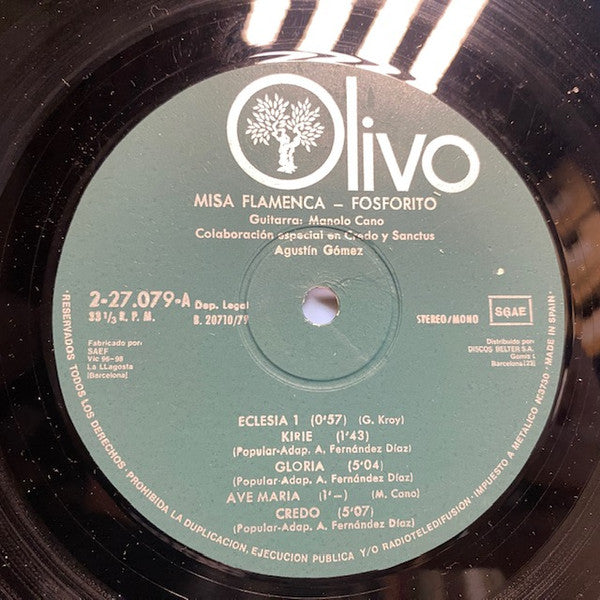 Olivo
MISA FLAMENCA – FOSFORITO
Guitarra: Manolo Cano
Colaboración especial en Credo y Sanctus
Agustín Gómez
2-27.079-A Dep. Legal
33 1/3 R. P. M. B. 20710/79
STEREO/MONO
SGAE
Fabricado por:
SAEF
Vic 96-98
La LLagosta
(Barcelona)
Distribuido por:
DISCOS BELTER S.A.
Gomis 1
Barcelona (23)
ECLESIA 1 (0'57) (G. Kroy)
KIRIE (1'43)
(Popular-Adap. A. Fernández Díaz)
GLORIA (5'04)
(Popular-Adap. A. Fernández Díaz)
AVE MARIA (1'–) (M. Cano)
CREDO (5'07)
(Popular-Adap. A. Fernández Díaz)
· RESERVADOS TODOS LOS DERECHOS · PROHIBIDA LA DUPLICACION, EJECUCION PUBLICA Y/O RADIOTELEDIFUSION · IMPUESTO A METALICO Nº 3730 · MADE IN SPAIN ·